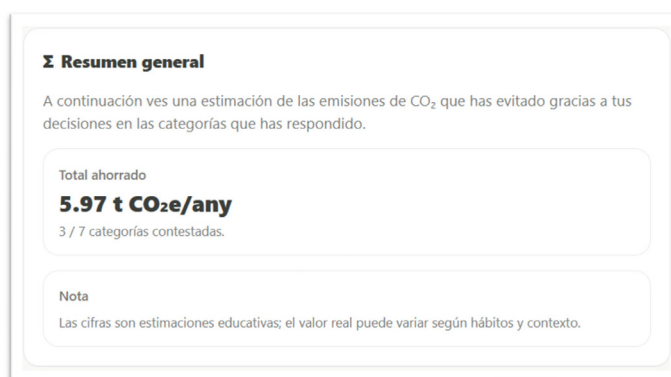 Σ Resumen general
A continuación ves una estimación de las emisiones de CO₂ que has evitado gracias a tus
decisiones en las categorías que has respondido.
Total ahorrado
5.97 t CO₂e/any
3 / 7 categorías contestadas.
Nota
Las cifras son estimaciones educativas; el valor real puede variar según hábitos y contexto.